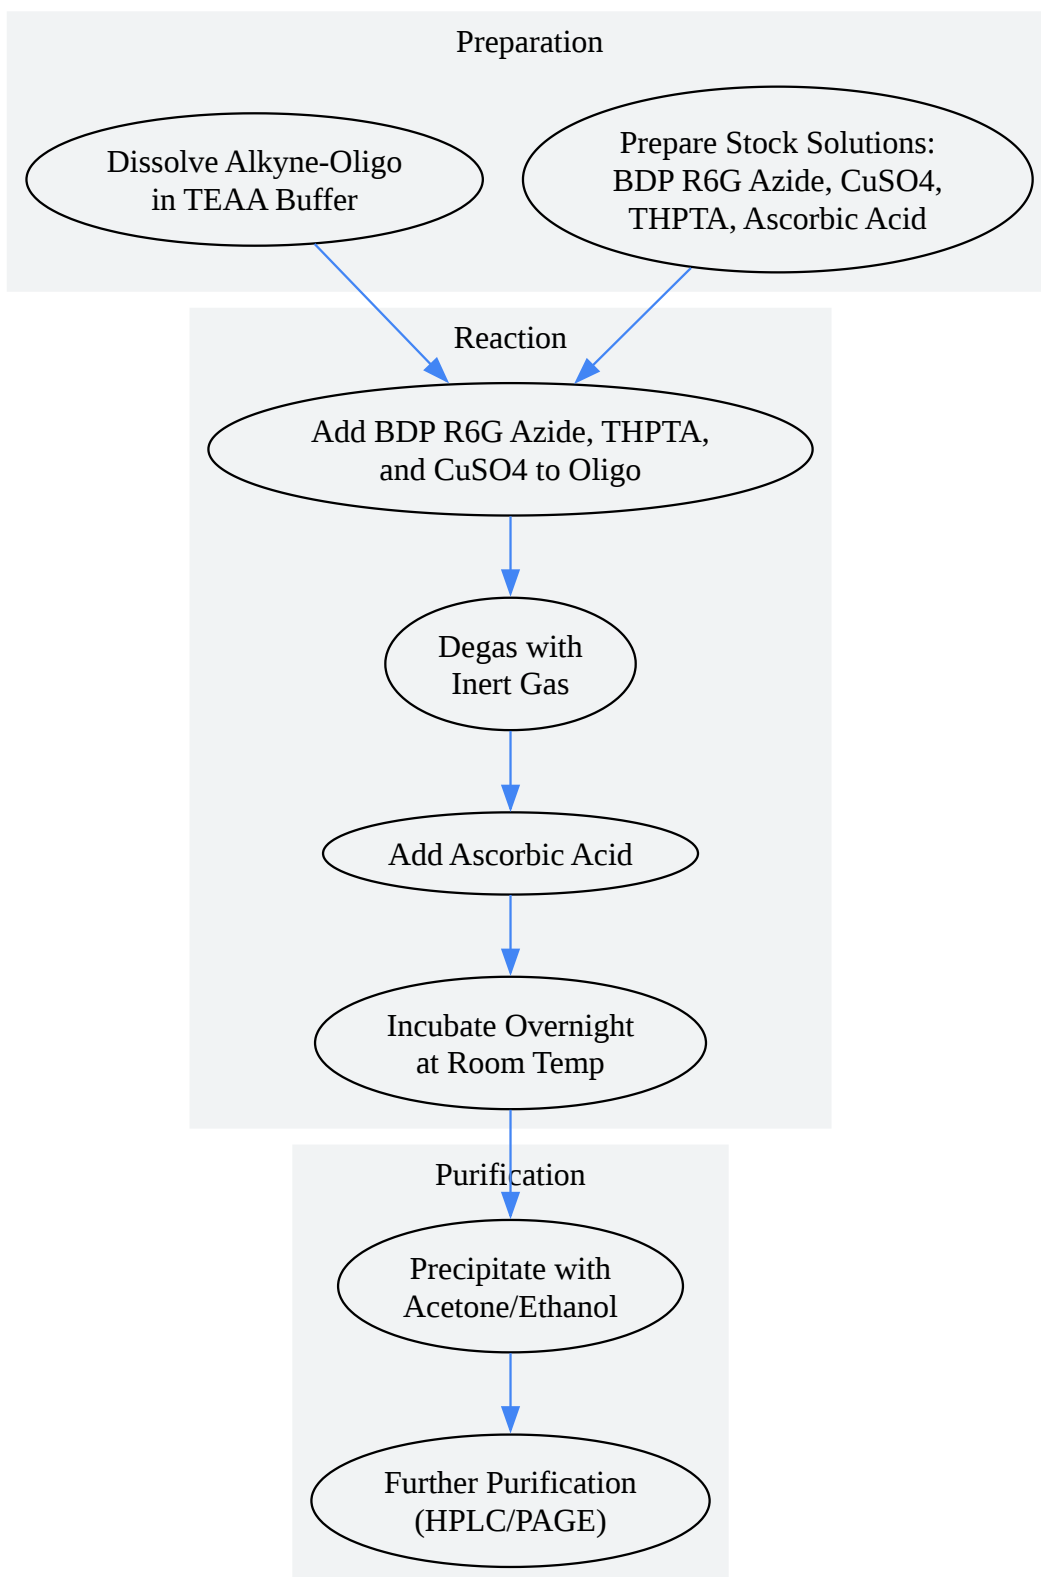 Preparation
Dissolve Alkyne-Oligo
in TEAA Buffer
Prepare Stock Solutions:
BDP R6G Azide, CuSO4,
THPTA, Ascorbic Acid
Reaction
Add BDP R6G Azide, THPTA,
and CuSO4 to Oligo
Degas with
Inert Gas
Add Ascorbic Acid
Incubate Overnight
at Room Temp
Purification
Precipitate with
Acetone/Ethanol
Further Purification
(HPLC/PAGE)